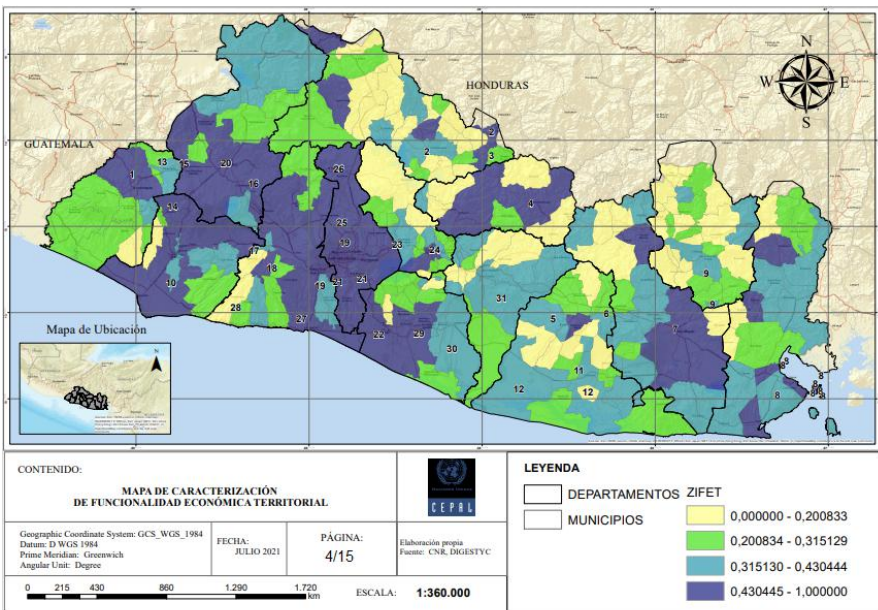 HONDURAS
GUATEMALA
N
W
E
S
1
13
15
20
26
14
16
25
19
17
18
10
28
19
21
21
27
23
24
22
29
30
2
2
3
4
31
5
6
11
12
12
7
9
9
8
8
8
8
Mapa de Ubicación
N
CONTENIDO:
MAPA DE CARACTERIZACIÓN
DE FUNCIONALIDAD ECONÓMICA TERRITORIAL
CEPAL
Geographic Coordinate System: GCS_WGS_1984
Datum: D WGS 1984
Prime Meridian: Greenwich
Angular Unit: Degree
FECHA:
JULIO 2021
PÁGINA:
4/15
Elaboración propia
Fuente: CNR, DIGESTYC
0 215 430 860 1.290 1.720
km
ESCALA: 1:360.000
LEYENDA
DEPARTAMENTOS
MUNICIPIOS
ZIFET
0,000000 - 0,200833
0,200834 - 0,315129
0,315130 - 0,430444
0,430445 - 1,000000